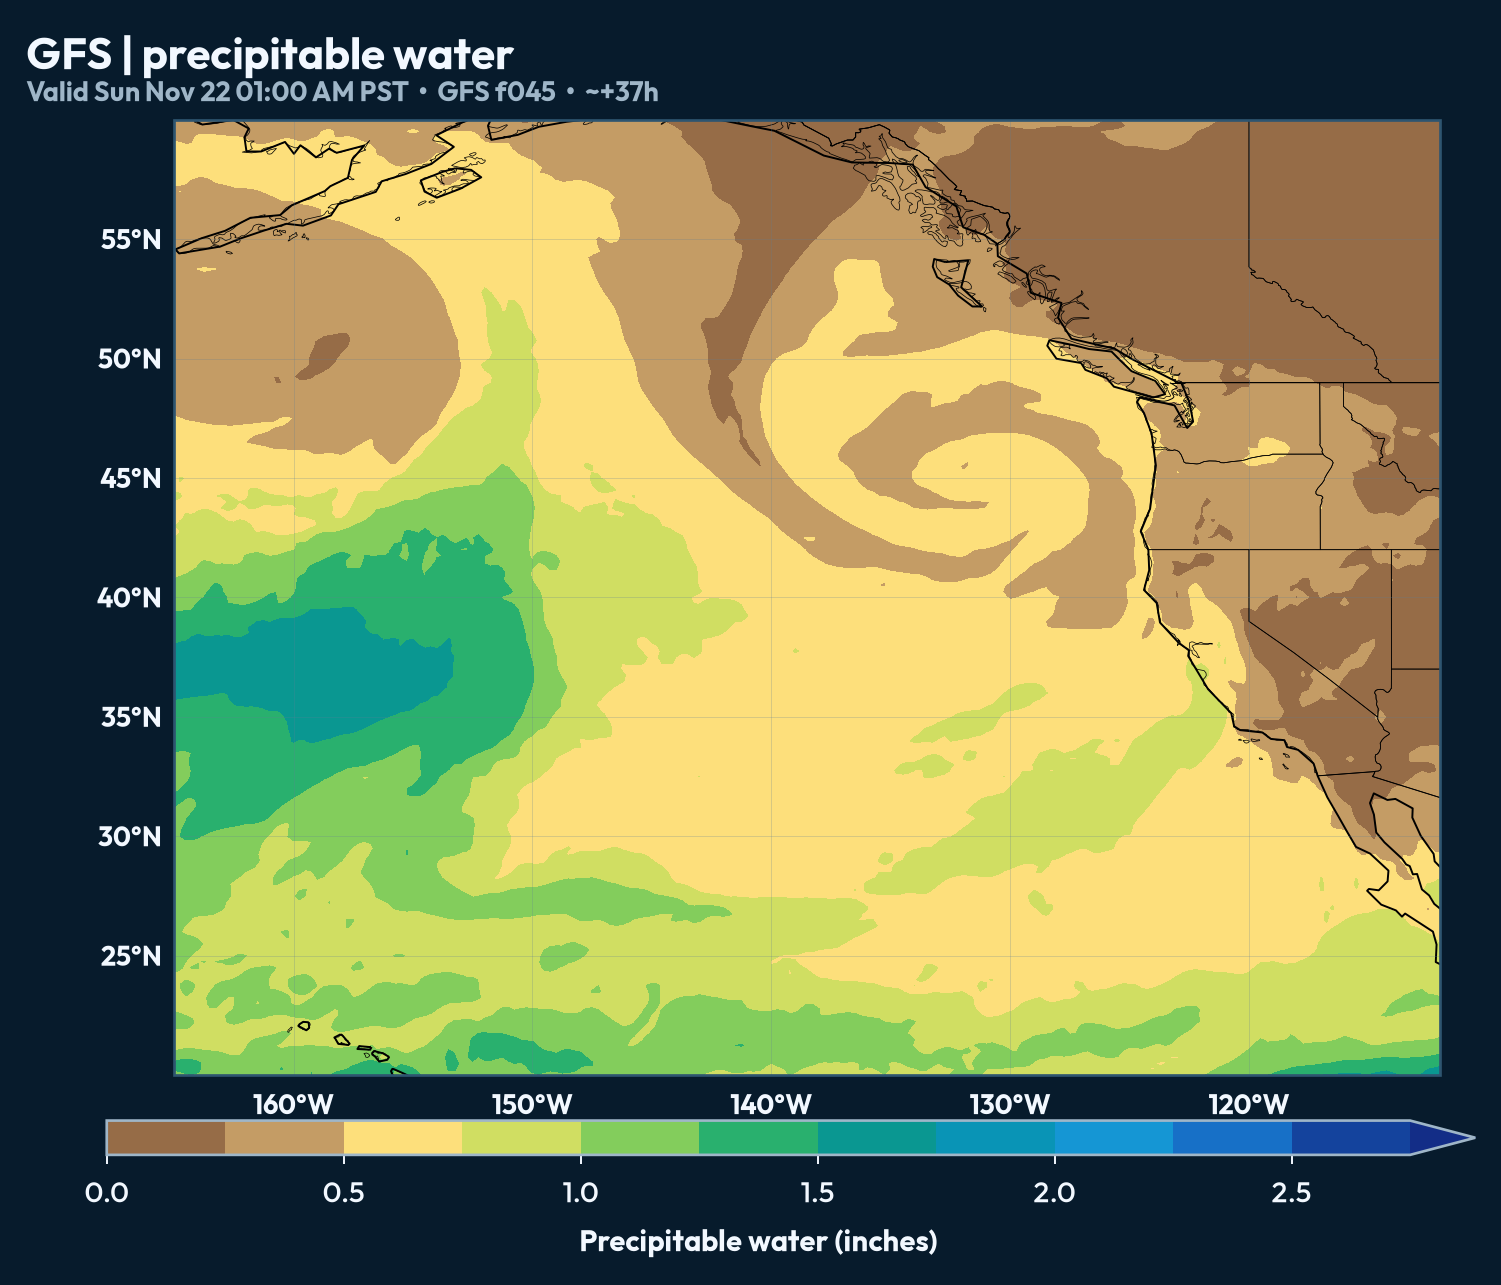 GFS | precipitable water
Valid Sun Nov 22 01:00 AM PST • GFS f045 • ~+37h
55°N
50°N
45°N
40°N
35°N
30°N
25°N
160°W 150°W 140°W 130°W 120°W
0.0 0.5 1.0 1.5 2.0 2.5
Precipitable water (inches)